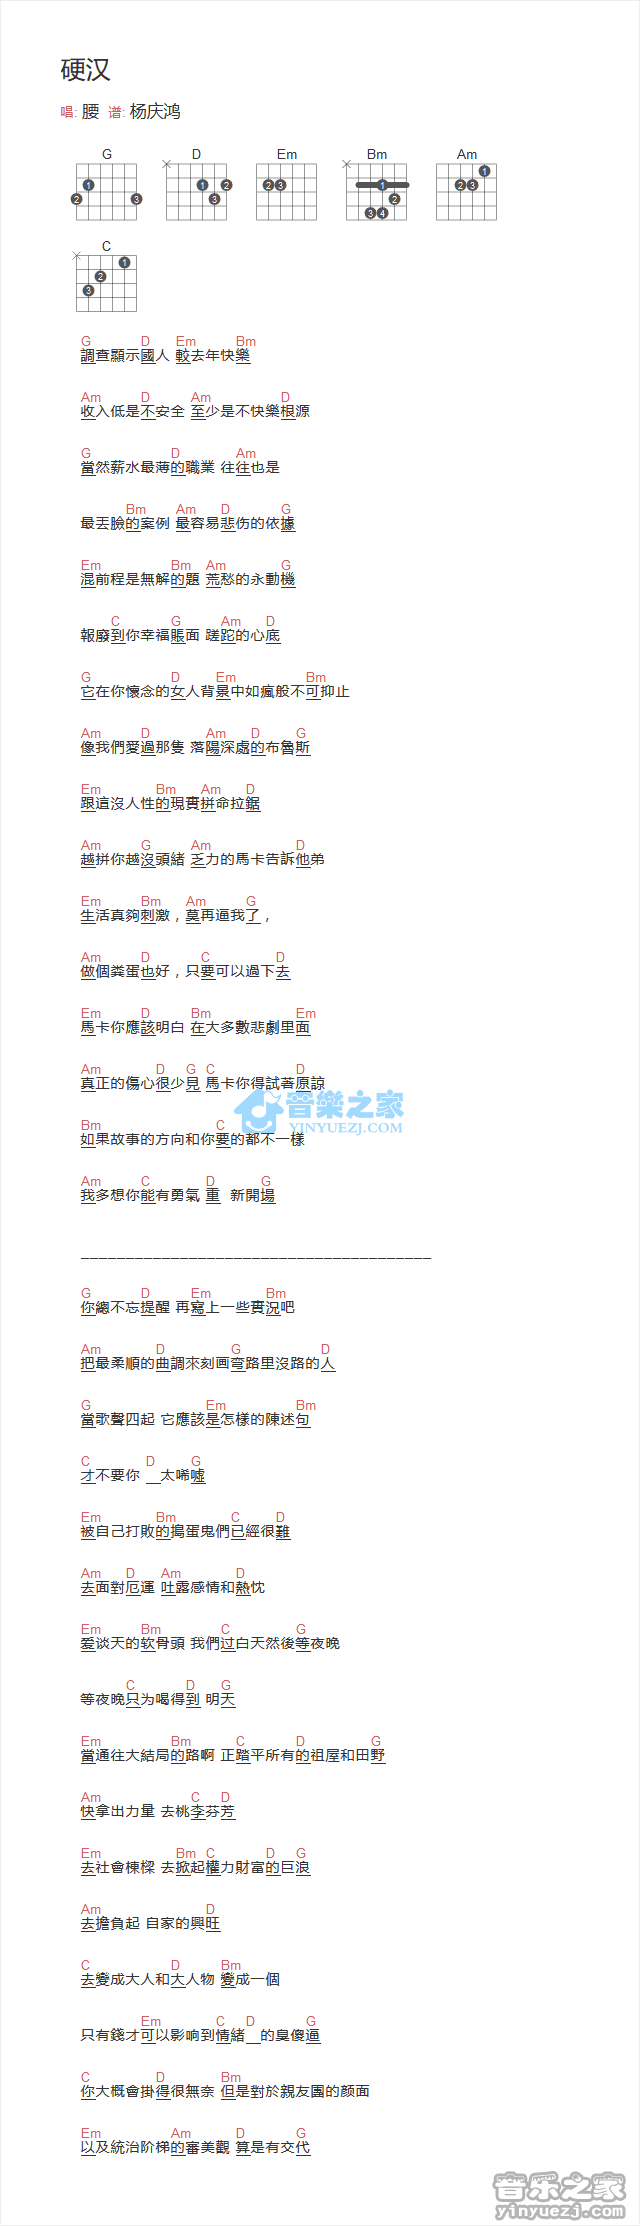 硬汉
唱: 腰 谱: 杨庆鸿
G D Em Bm Am
C
G D Em Bm
調查顯示國人 較去年快樂
Am D Am D
收入低是不安全 至少是不快樂根源
G D Am
當然薪水最薄的職業 往往也是
Bm Am D G
最丟臉的案例 最容易悲伤的依據
Em Bm Am G
混前程是無解的題 荒愁的永動機
C G Am D
報廢到你幸福賬面 蹉跎的心底
G D Em Bm
它在你懷念的女人背景中如瘋般不可抑止
Am D Am D G
像我們愛過那隻 落陽深處的布魯斯
Em Bm Am D
跟這沒人性的現實拼命拉鋸
Am G Am D
越拼你越沒頭緒 乏力的馬卡告訴他弟
Em Bm Am G
生活真夠刺激，莫再逼我了，
Am D C D
做個粪蛋也好，只要可以過下去
Em D Bm Em
馬卡你應該明白 在大多數悲劇里面
Am D G C D
真正的傷心很少見 馬卡你得試著原諒
Bm C
如果故事的方向和你要的都不一樣
Am C D G
我多想你能有勇氣 重 新開場
G D Em Bm
你總不忘提醒 再寫上一些實況吧
Am D G D
把最柔順的曲調來刻画弯路里沒路的人
G Em Bm
當歌聲四起 它應該是怎樣的陳述句
C D G
才不要你 __太唏噓
Em Bm C D
被自己打敗的搗蛋鬼們已經很難
Am D Am D
去面對厄運 吐露感情和熱忱
Em Bm C G
爱谈天的软骨頭 我們过白天然後等夜晚
C D G
等夜晚只为喝得到 明天
Em Bm C D G
當通往大結局的路啊 正踏平所有的祖屋和田野
Am C D
快拿出力量 去桃李芬芳
Em Bm C D G
去社會棟樑 去掀起權力財富的巨浪
Am D
去擔負起 自家的興旺
C D Bm
去變成大人和大人物 變成一個
Em C D G
只有錢才可以影响到情緒__的臭傻逼
C D Bm
你大概會掛得很無奈 但是對於親友團的颜面
Em Am D G
以及統治阶梯的審美觀 算是有交代
音樂之家
YINYUEZJ.COM
音乐之家
yinyuezj.com